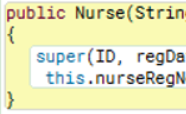 public Nurse(Strin
{
super(ID, regDa
this.nurseRegN
}